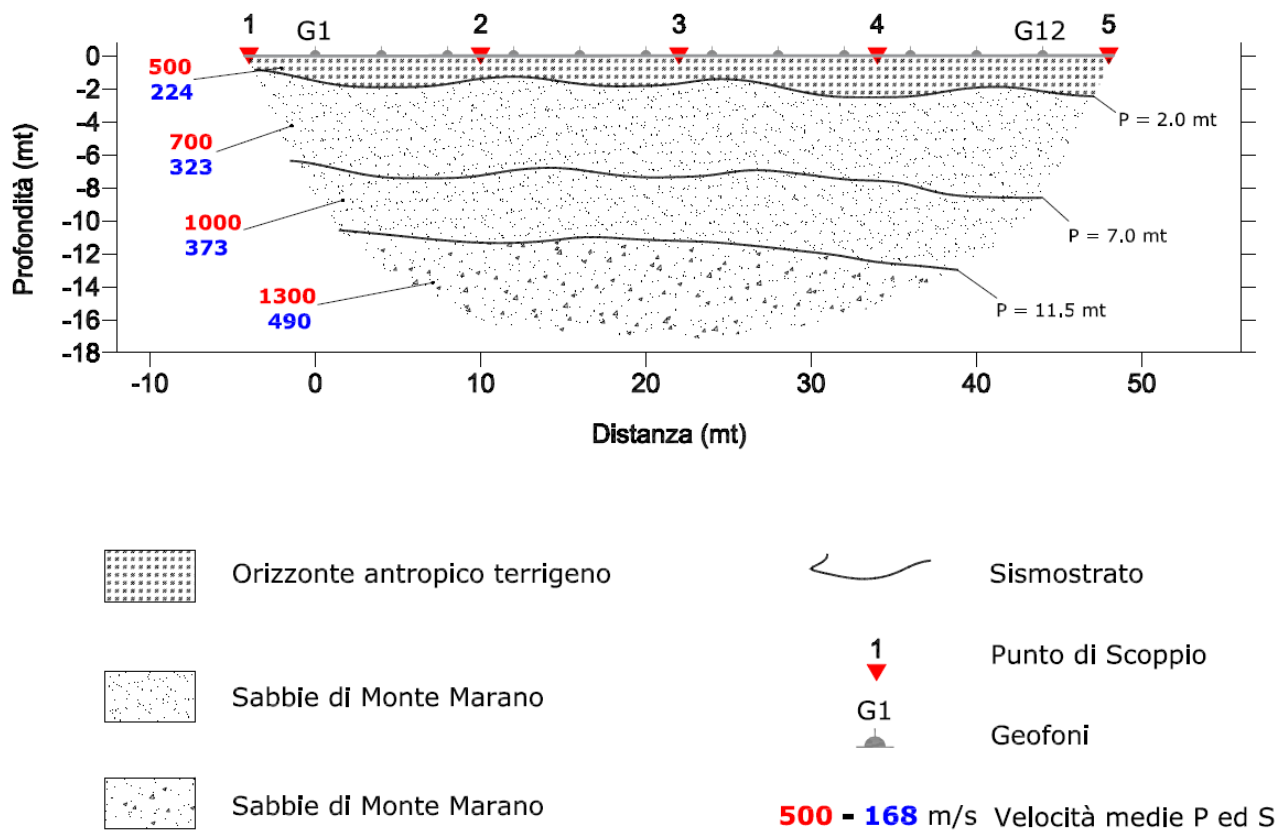 1 G1 2 3 4 G12 5
0
-2
-4
-6
-8
-10
-12
-14
-16
-18
Profondità (mt)
500
224
700
323
1000
373
1300
490
P = 2.0 mt
P = 7.0 mt
P = 11.5 mt
-10 0 10 20 30 40 50
Distanza (mt)
Orizzonte antropico terrigeno
Sabbie di Monte Marano
Sabbie di Monte Marano
Sismostrato
1
Punto di Scoppio
G1
Geofoni
500 - 168 m/s Velocità medie P ed S